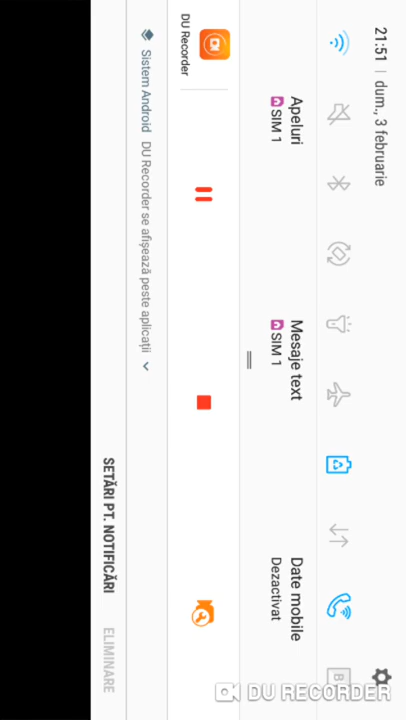 21:51 | dum., 3 februarie
B
Apeluri
SIM 1
Mesaje text
SIM 1
Date mobile
Dezactivat
DU Recorder
Sistem Android DU Recorder se afișează peste aplicații
SETĂRI PT. NOTIFICĂRI
ELIMINARE
DU RECORDER